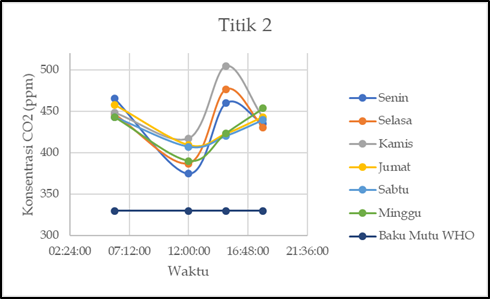 Titik 2
Konsentrasi CO2 (ppm)
500
450
400
350
300
02:24:00 07:12:00 12:00:00 16:48:00 21:36:00
Waktu
Senin
Selasa
Kamis
Jumat
Sabtu
Minggu
Baku Mutu WHO